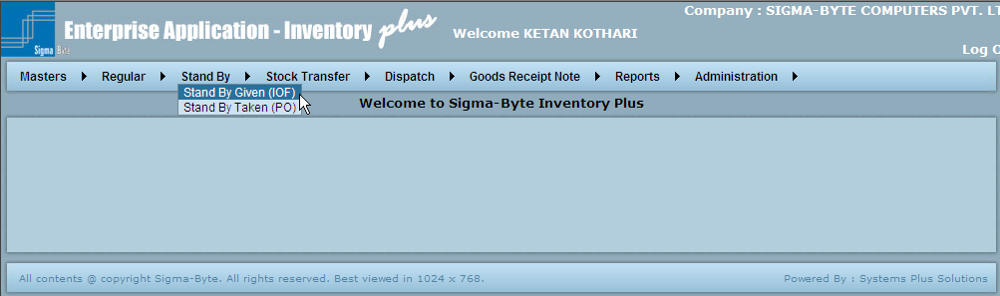 Company : SIGMA-BYTE COMPUTERS PVT.
Enterprise Application - Inventory plus
Welcome KETAN KOTHARI
Sigma Byte
Log
Masters Regular Stand By Stock Transfer Dispatch Goods Receipt Note Reports Administration
Stand By Given (IOF)
Stand By Taken (PO)
Welcome to Sigma-Byte Inventory Plus
All contents @ copyright Sigma-Byte. All rights reserved. Best viewed in 1024 x 768.
Powered By : Systems Plus Solutions